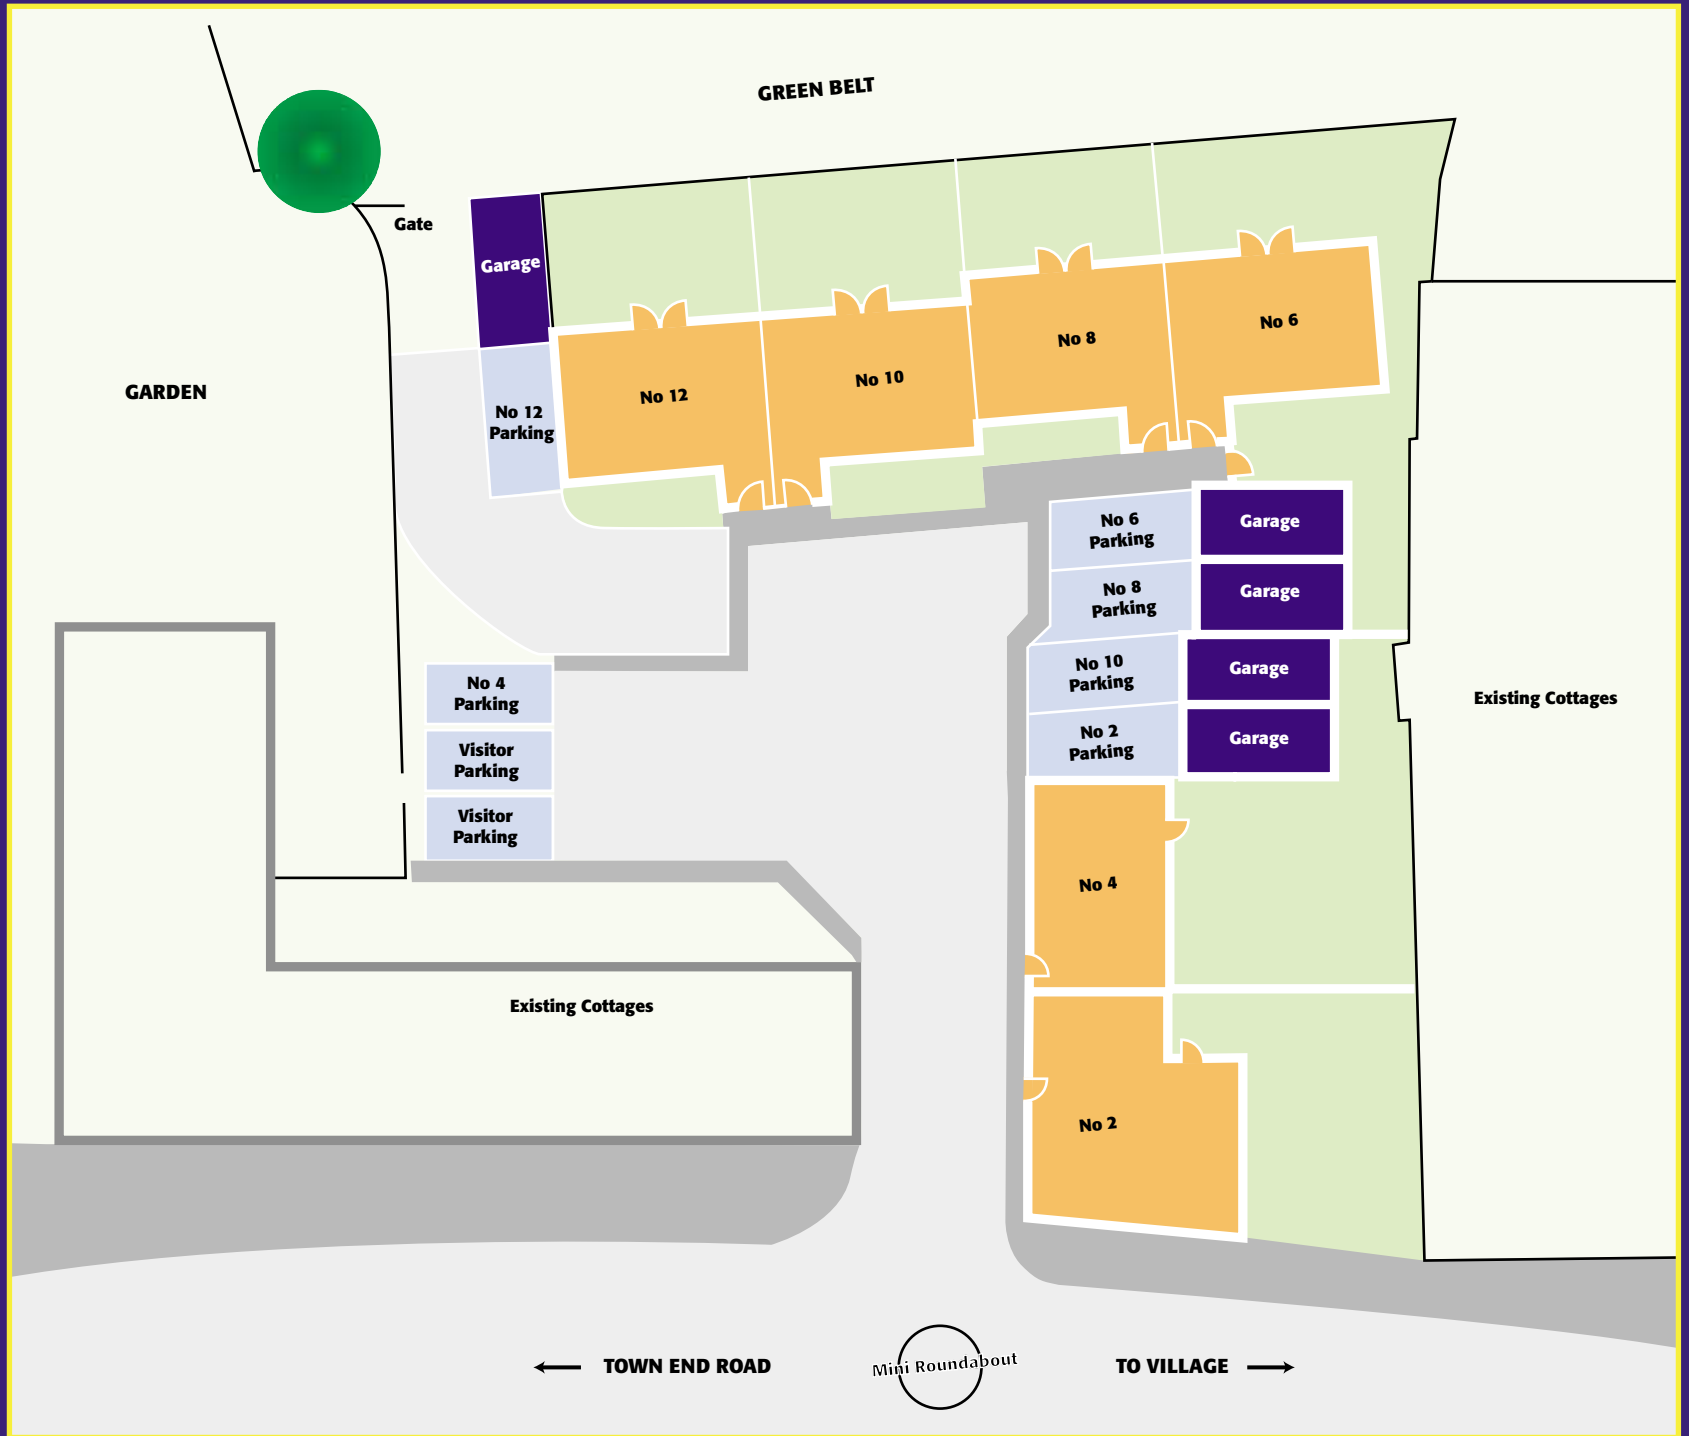 GREEN BELT
Gate
Garage
GARDEN
No 12
Parking
No 12
No 10
No 8
No 6
No 6
Parking
Garage
No 8
Parking
Garage
No 10
Parking
Garage
No 2
Parking
Garage
No 4
Parking
Visitor
Parking
Visitor
Parking
Existing Cottages
No 4
Existing Cottages
No 2
TOWN END ROAD
Mini Roundabout
TO VILLAGE